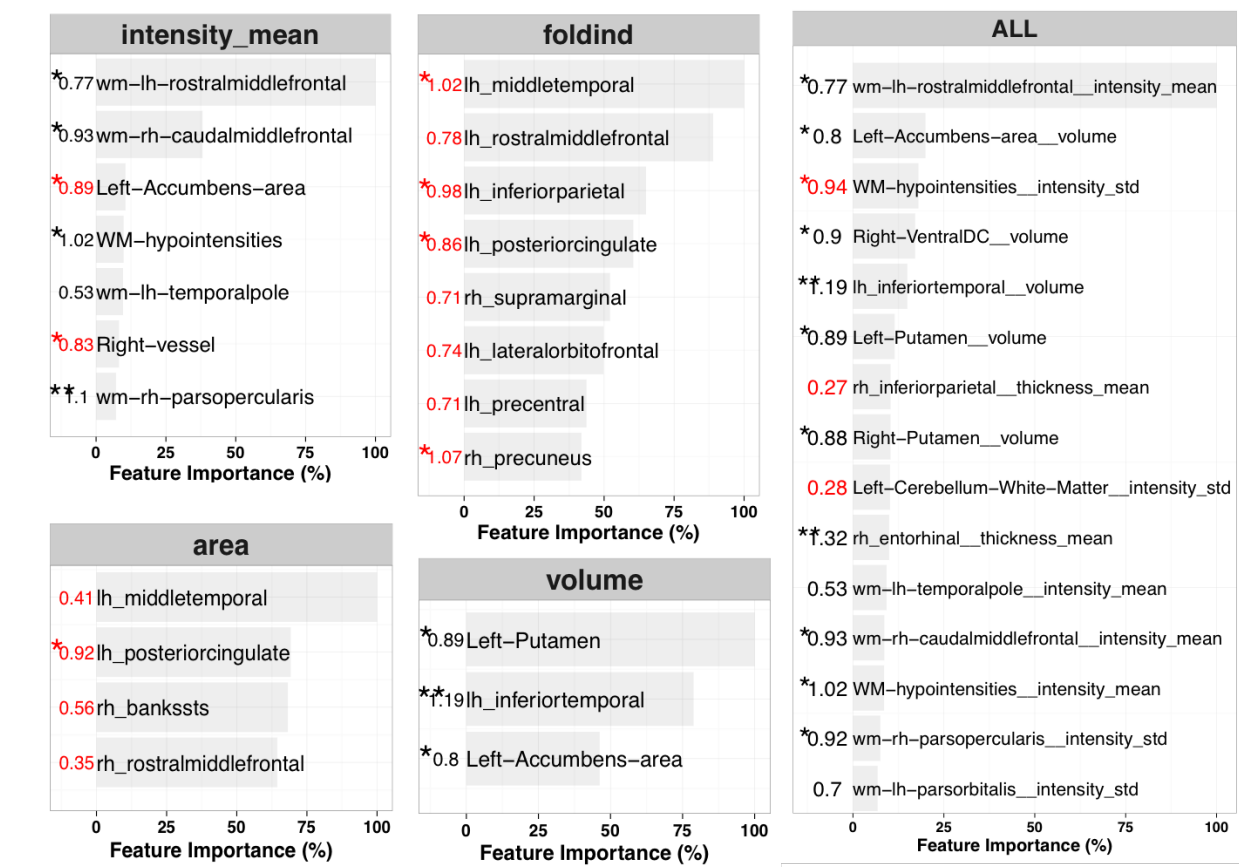 intensity_mean
*0.77 wm-lh-rostralmiddlefrontal
*0.93 wm-rh-caudalmiddlefrontal
*0.89 Left-Accumbens-area
*1.02 WM-hypointensities
0.53 wm-lh-temporalpole
*0.83 Right-vessel
**1.1 wm-rh-parsopercularis
0 25 50 75 100
Feature Importance (%)
area
0.41 lh_middletemporal
*0.92 lh_posteriorcingulate
0.56 rh_bankssts
0.35 rh_rostralmiddlefrontal
0 25 50 75 100
Feature Importance (%)
foldind
*1.02 lh_middletemporal
0.78 lh_rostralmiddlefrontal
*0.98 lh_inferiorparietal
*0.86 lh_posteriorcingulate
0.71 rh_supramarginal
0.74 lh_lateralorbitofrontal
0.71 lh_precentral
*1.07 rh_precuneus
0 25 50 75 100
Feature Importance (%)
volume
*0.89 Left-Putamen
**1.19 lh_inferiortemporal
*0.8 Left-Accumbens-area
0 25 50 75 100
Feature Importance (%)
ALL
*0.77 wm-lh-rostralmiddlefrontal__intensity_mean
*0.8 Left-Accumbens-area__volume
*0.94 WM-hypointensities__intensity_std
*0.9 Right-VentralDC__volume
**1.19 lh_inferiortemporal__volume
*0.89 Left-Putamen__volume
0.27 rh_inferiorparietal__thickness_mean
*0.88 Right-Putamen__volume
0.28 Left-Cerebellum-White-Matter__intensity_std
**1.32 rh_entorhinal__thickness_mean
0.53 wm-lh-temporalpole__intensity_mean
*0.93 wm-rh-caudalmiddlefrontal__intensity_mean
*1.02 WM-hypointensities__intensity_mean
*0.92 wm-rh-parsopercularis__intensity_std
0.7 wm-lh-parsorbitalis__intensity_std
0 25 50 75 100
Feature Importance (%)